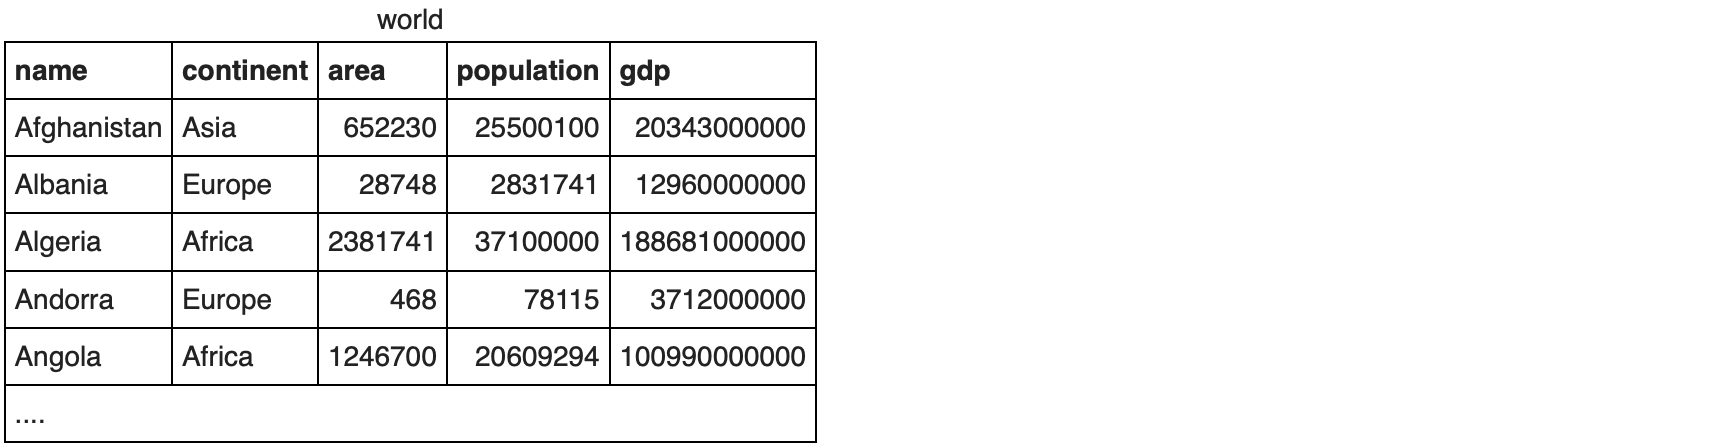 world
name continent area population gdp
Afghanistan Asia 652230 25500100 20343000000
Albania Europe 28748 2831741 12960000000
Algeria Africa 2381741 37100000 188681000000
Andorra Europe 468 78115 3712000000
Angola Africa 1246700 20609294 100990000000
....